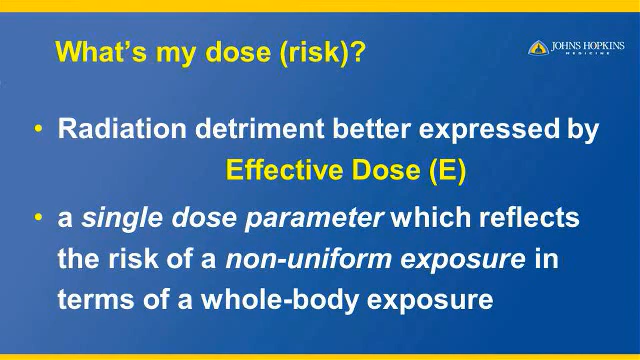 What's my dose (risk)?
JOHNS HOPKINS
MEDICINE
• Radiation detriment better expressed by
Effective Dose (E)
• a single dose parameter which reflects
the risk of a non-uniform exposure in
terms of a whole-body exposure